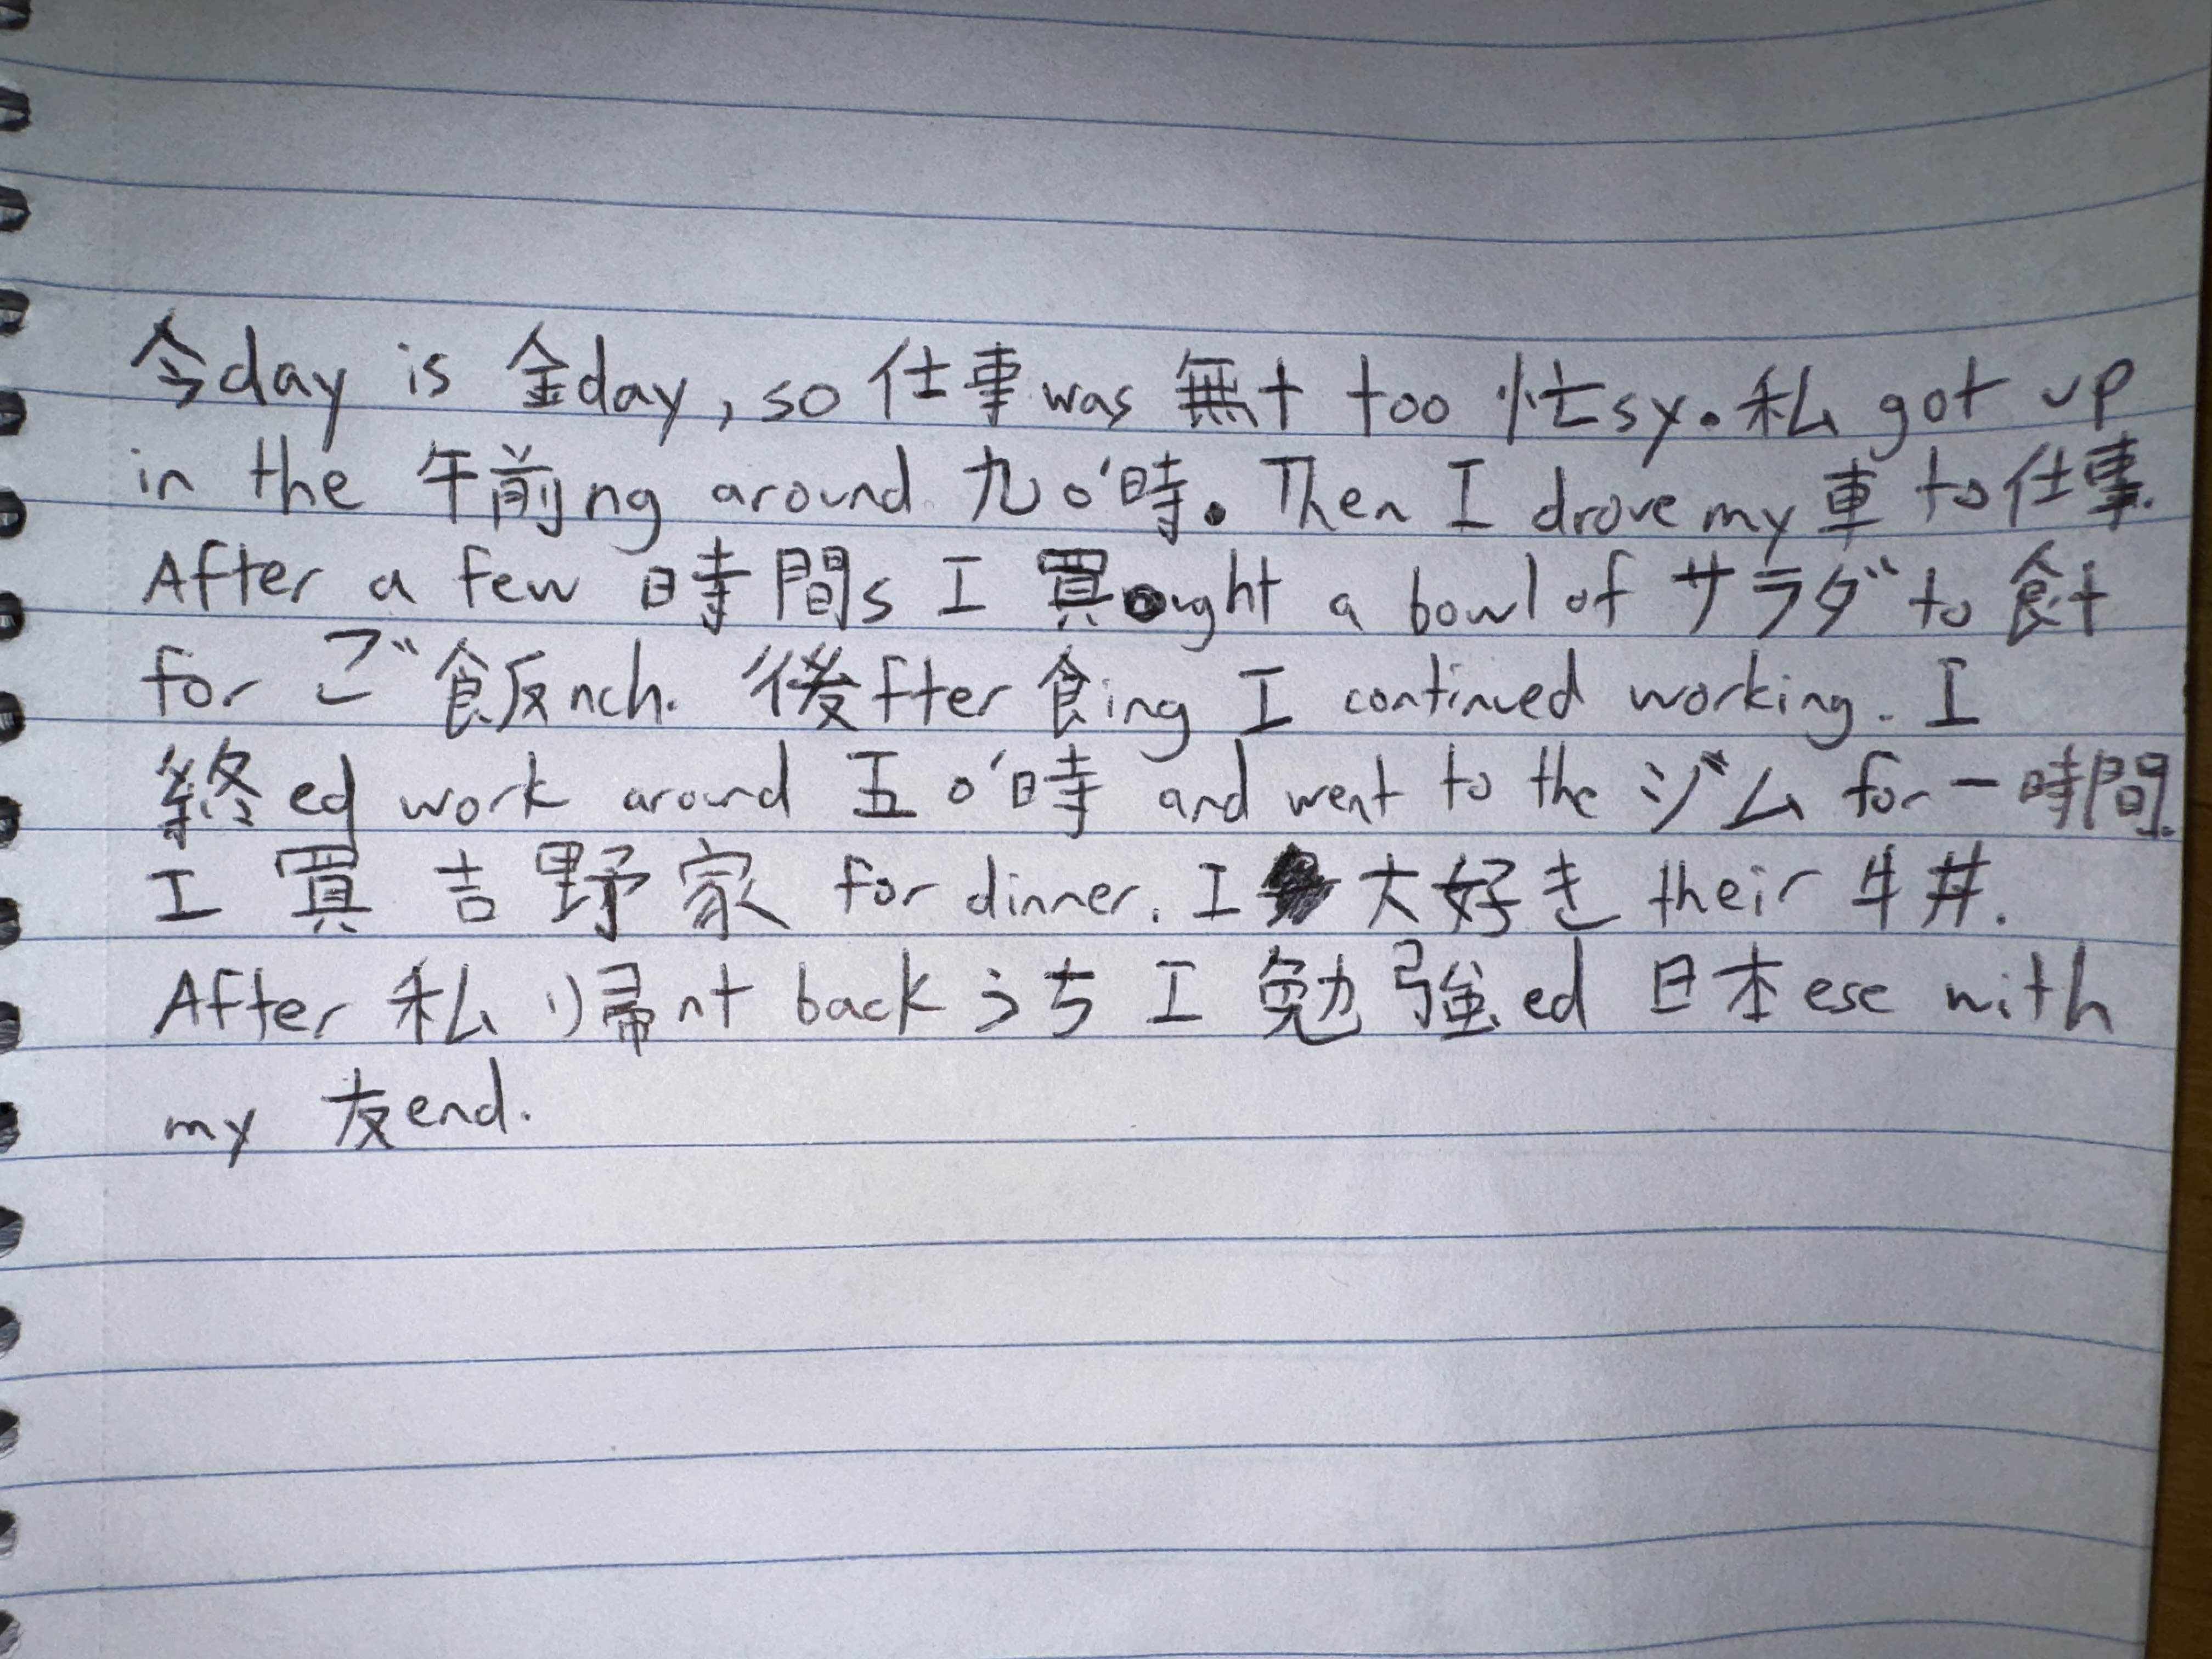 今day is 金day, so 仕事 was 無t too 忙sy. 私 got up
in the 午前ng around 九o'時. Then I drove my 車 to 仕事.
After a few 時間s I 買ought a bowl of サラダ to 食t
for ご飯nch. 後fter 食ing I continued working. I
終ed work around 五o'時 and went to the ジム for 一時間.
I 買 吉野家 for dinner. I 大好き their 牛丼.
After 私 帰nt back うち I 勉強ed 日本ese with
my 友end.